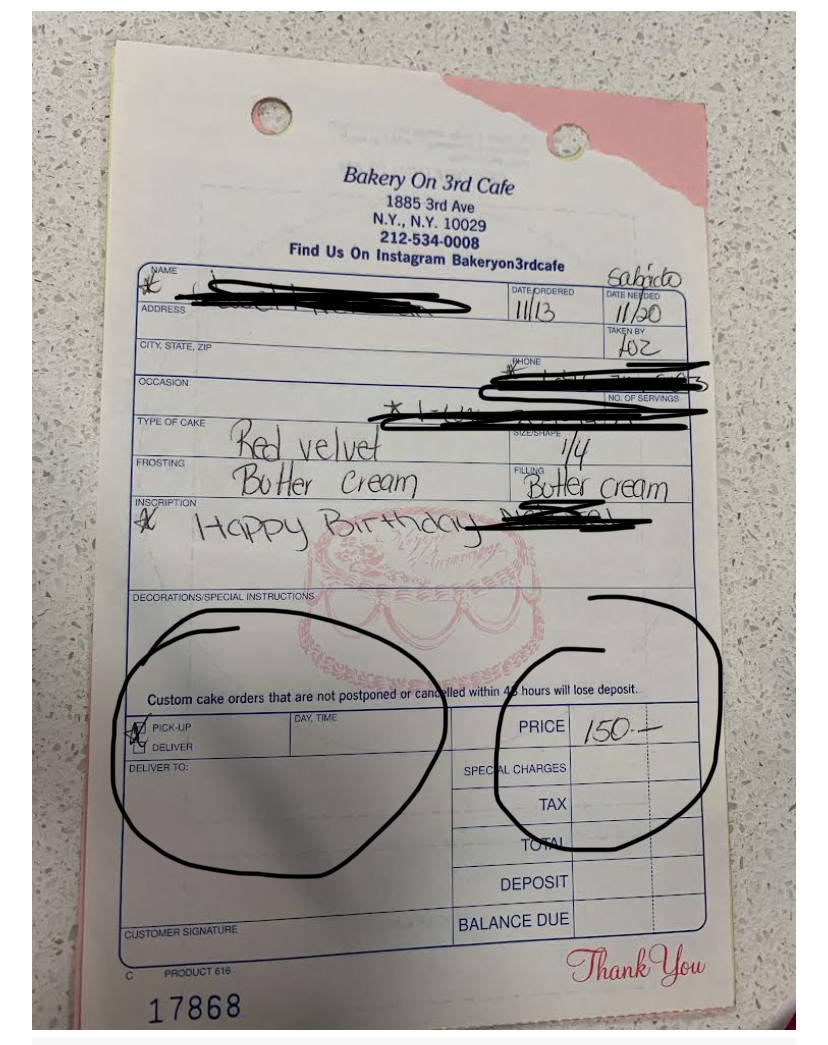 Bakery On 3rd Cafe
1885 3rd Ave
N.Y., N.Y. 10029
212-534-0008
Find Us On Instagram Bakeryon3rdcafe
NAME
DATE ORDERED
11/13
DATE NEEDED
11/20
ADDRESS
TAKEN BY
CITY, STATE, ZIP
PHONE
OCCASION
NO. OF SERVINGS
TYPE OF CAKE
Red velvet
SIZE/SHAPE
1/4
FROSTING
Butter cream
FILLING
Butter cream
INSCRIPTION
Happy Birthday
DECORATIONS/SPECIAL INSTRUCTIONS
Custom cake orders that are not postponed or cancelled within 48 hours will lose deposit.
PICK-UP
DAY, TIME
DELIVER
PRICE 150.—
DELIVER TO:
SPECIAL CHARGES
TAX
TOTAL
DEPOSIT
BALANCE DUE
CUSTOMER SIGNATURE
C PRODUCT 616
Thank You
17868